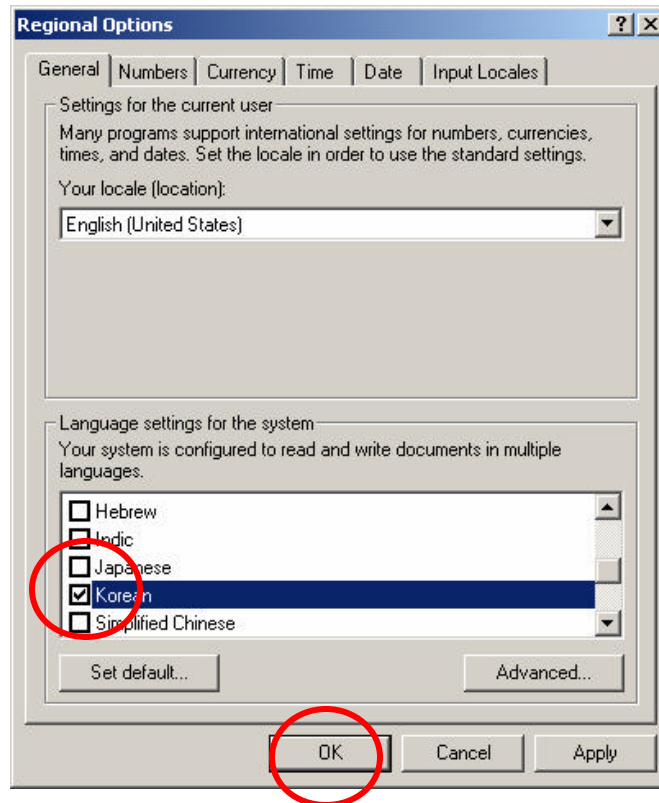 Regional Options
General Numbers Currency Time Date Input Locales
Settings for the current user
Many programs support international settings for numbers, currencies,
times, and dates. Set the locale in order to use the standard settings.
Your locale (location):
English (United States)
Language settings for the system
Your system is configured to read and write documents in multiple
languages.
Hebrew
Indic
Japanese
Korean
Simplified Chinese
Set default... Advanced...
OK Cancel Apply